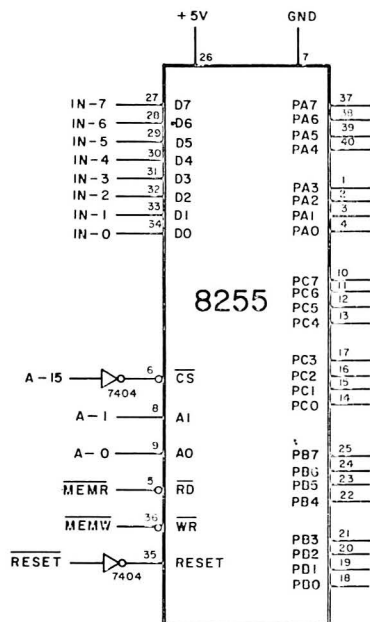 +5V GND
26 7
IN-7 27 D7 PA7 37
IN-6 28 D6 PA6 38
IN-5 29 D5 PA5 39
IN-4 30 D4 PA4 40
IN-3 31 D3 PA3 1
IN-2 32 D2 PA2 2
IN-1 33 D1 PA1 3
IN-0 34 D0 PA0 4
8255
PC7 10
PC6 11
PC5 12
PC4 13
PC3 17
A-15 7404 6 CS PC2 16
PC1 15
A-1 8 A1 PC0 14
A-0 9 A0 PB7 25
PB6 24
MEMR 5 RD PB5 23
PB4 22
MEMW 36 WR
PB3 21
RESET 7404 35 RESET PB2 20
PB1 19
PB0 18